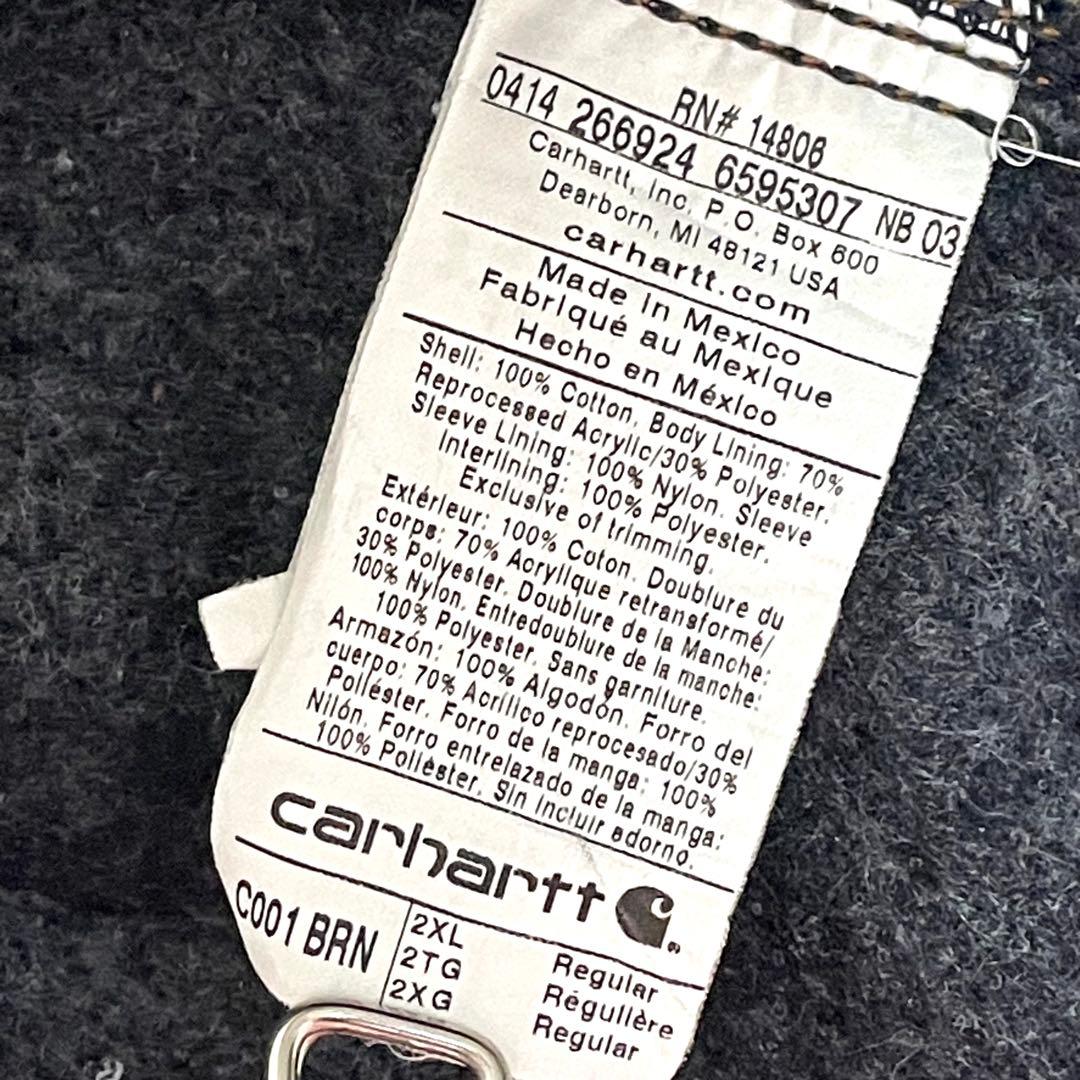 RN# 14806
0414 266924 6595307 NB 03
Carhartt, Inc. P.O. Box 600
Dearborn, MI 48121 USA
carhartt.com
Made in Mexico
Fabriqué au Mexique
Hecho en México
Shell: 100% Cotton. Body Lining: 70%
Reprocessed Acrylic/30% Polyester.
Sleeve Lining: 100% Nylon. Sleeve
Interlining: 100% Polyester.
Exclusive of trimming.
Extérieur: 100% Coton. Doublure du
corps: 70% Acrylique retransformé/
30% Polyester. Doublure de la Manche:
100% Nylon. Entredoublure de la manche:
100% Polyester. Sans garniture.
Armazón: 100% Algodón. Forro del
cuerpo: 70% Acrílico reprocesado/30%
Poliéster. Forro de la manga: 100%
Nilón. Forro entrelazado de la manga:
100% Poliéster. Sin incluir adorno.
carhartt
C001 BRN
2XL Regular
2TG Régulière
2XG Regular